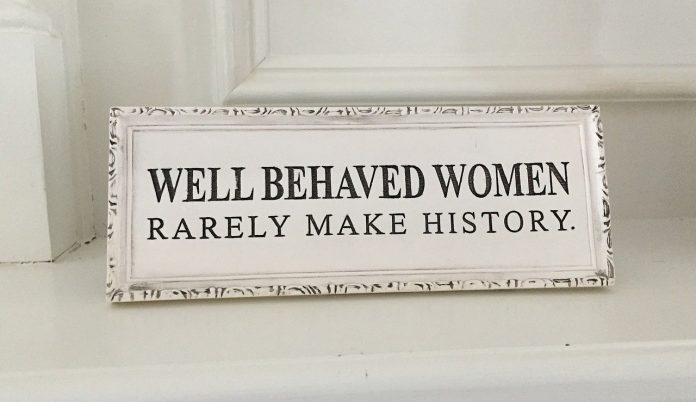 WELL BEHAVED WOMEN
RARELY MAKE HISTORY.